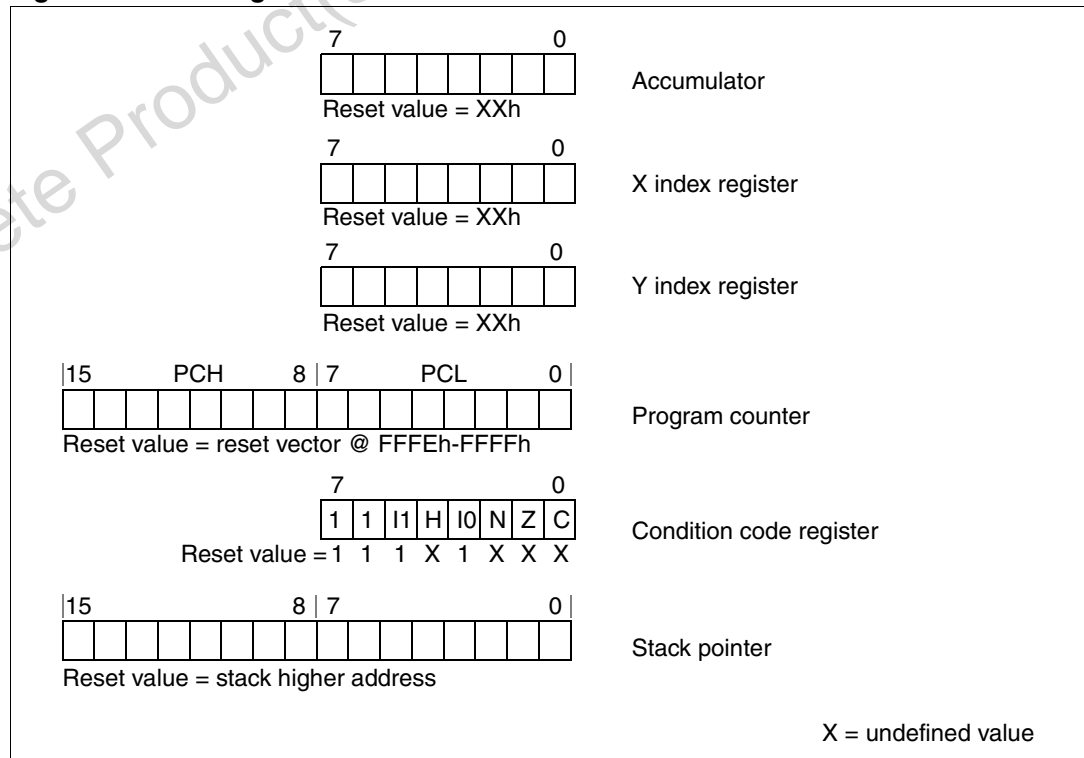 7 0
Accumulator
Reset value = XXh
7 0
X index register
Reset value = XXh
7 0
Y index register
Reset value = XXh
|15 PCH 8 | 7 PCL 0 |
Program counter
Reset value = reset vector @ FFFEh-FFFFh
7 0
1 1 I1 H I0 N Z C
Condition code register
Reset value = 1 1 1 X 1 X X X
|15 8 | 7 0 |
Stack pointer
Reset value = stack higher address
X = undefined value